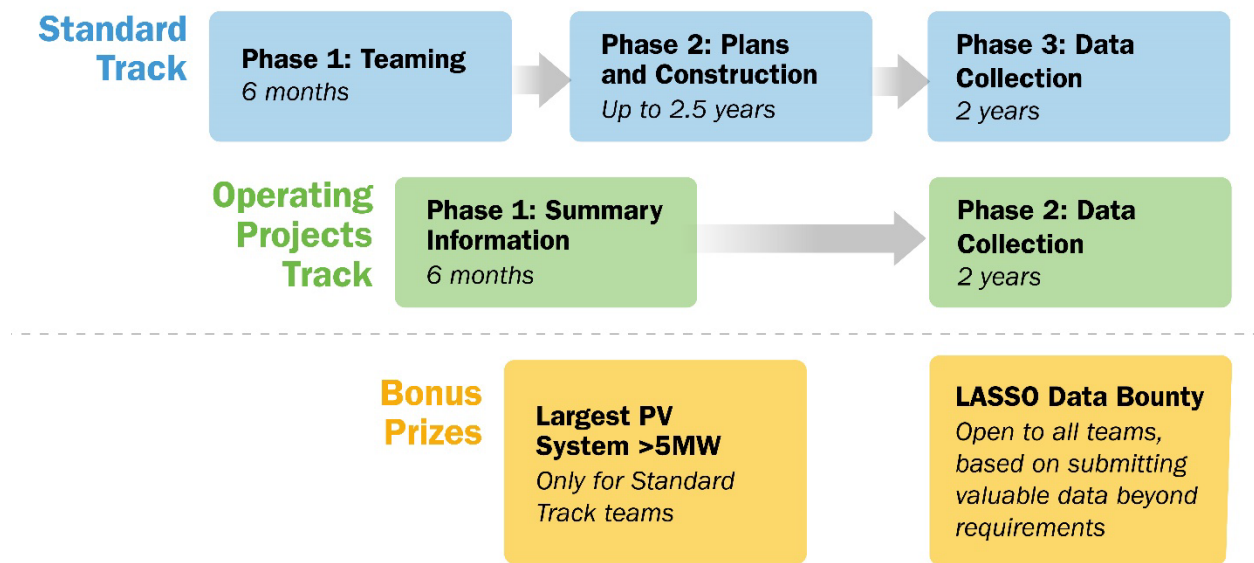 Standard
Track
Phase 1: Teaming
6 months
Phase 2: Plans
and Construction
Up to 2.5 years
Phase 3: Data
Collection
2 years
Operating
Projects
Track
Phase 1: Summary
Information
6 months
Phase 2: Data
Collection
2 years
Bonus
Prizes
Largest PV
System >5MW
Only for Standard
Track teams
LASSO Data Bounty
Open to all teams,
based on submitting
valuable data beyond
requirements